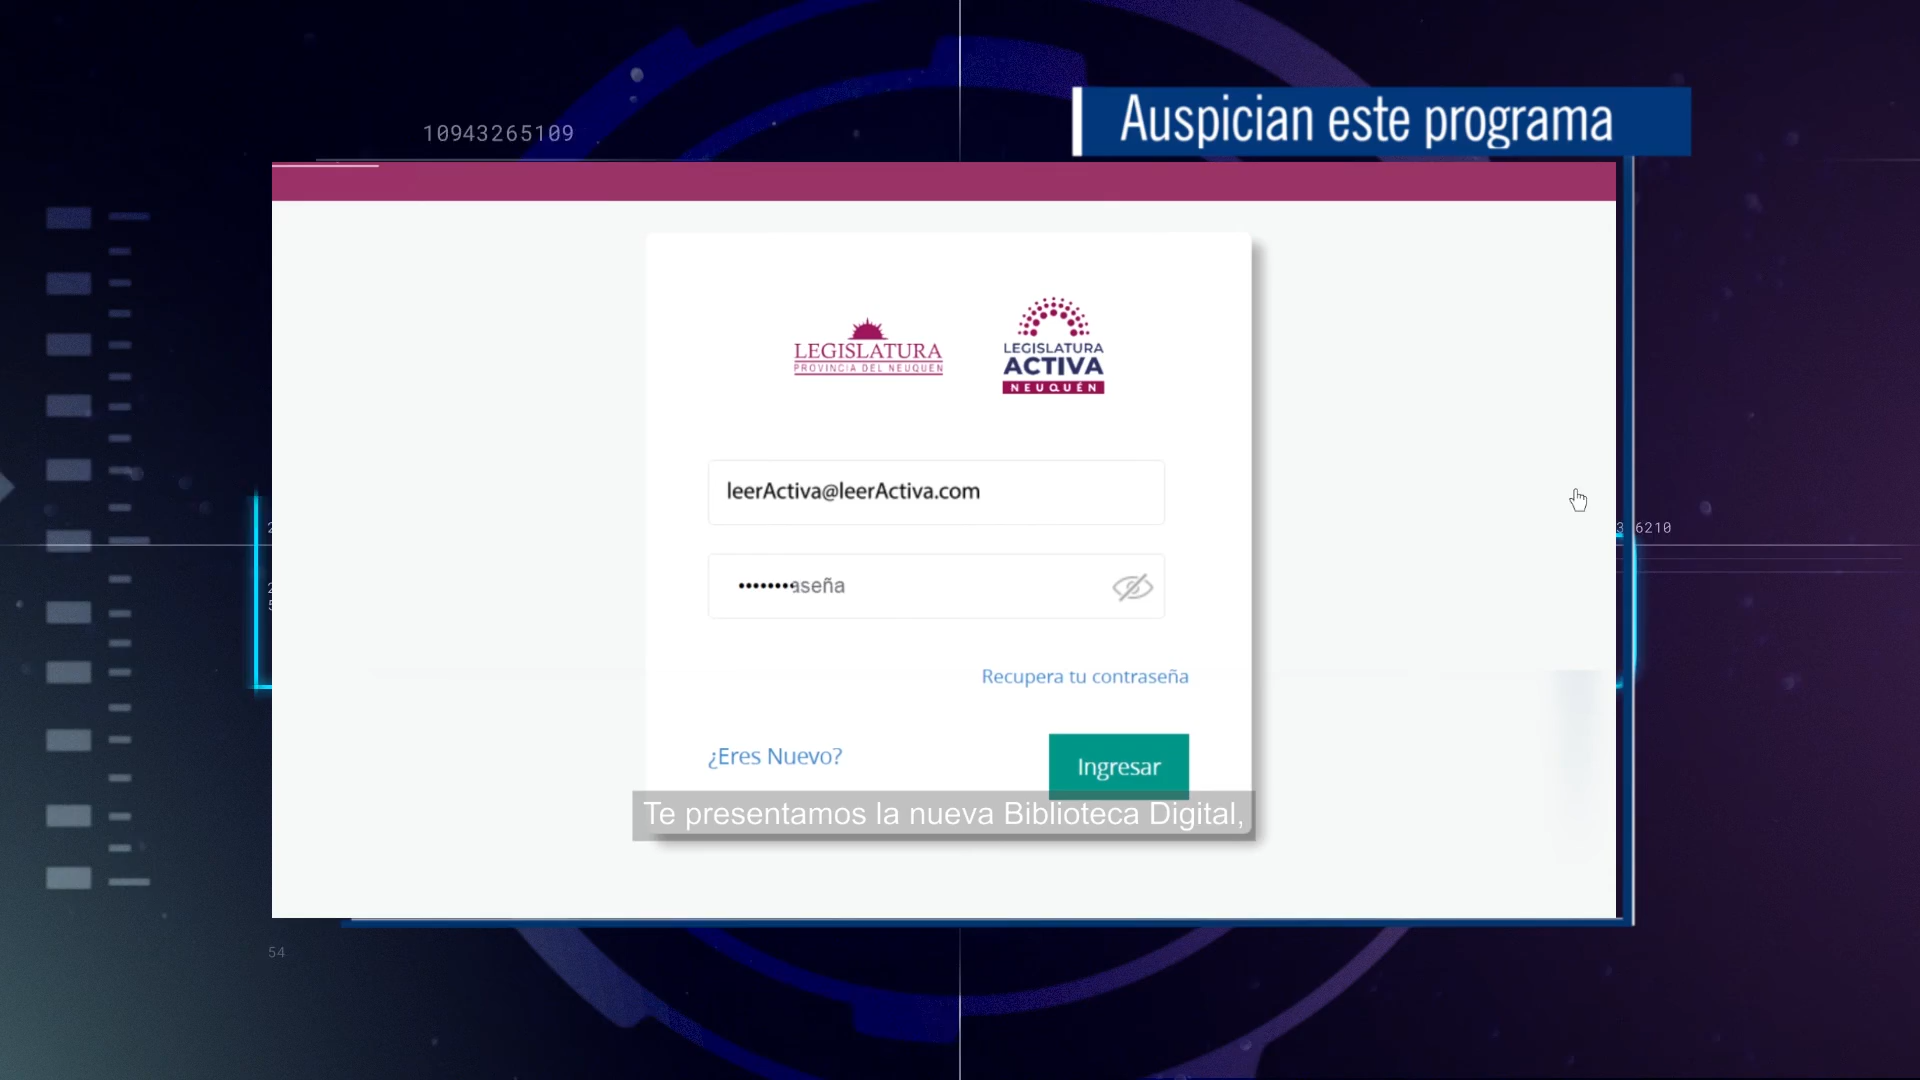 Auspician este programa
10943265109
LEGISLATURA
PROVINCIA DEL NEUQUEN
LEGISLATURA
ACTIVA
NEUQUÉN
leerActiva@leerActiva.com
••••••••aseña
6210
Recupera tu contraseña
¿Eres Nuevo?
Ingresar
Te presentamos la nueva Biblioteca Digital,
54